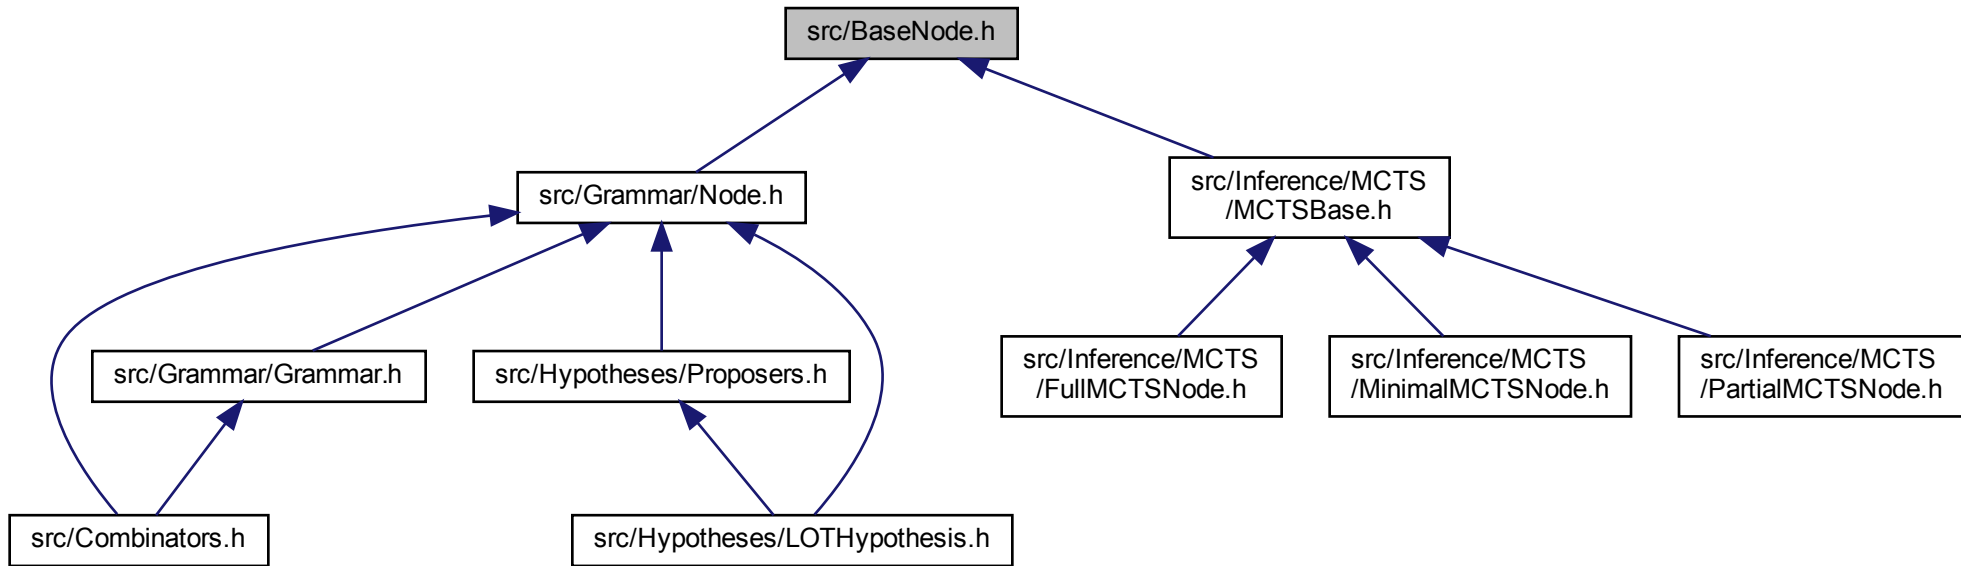 src/BaseNode.h
src/Grammar/Node.h
src/Inference/MCTS
/MCTSBase.h
src/Grammar/Grammar.h
src/Hypotheses/Proposers.h
src/Inference/MCTS
/FullMCTSNode.h
src/Inference/MCTS
/MinimalMCTSNode.h
src/Inference/MCTS
/PartialMCTSNode.h
src/Combinators.h
src/Hypotheses/LOTHypothesis.h